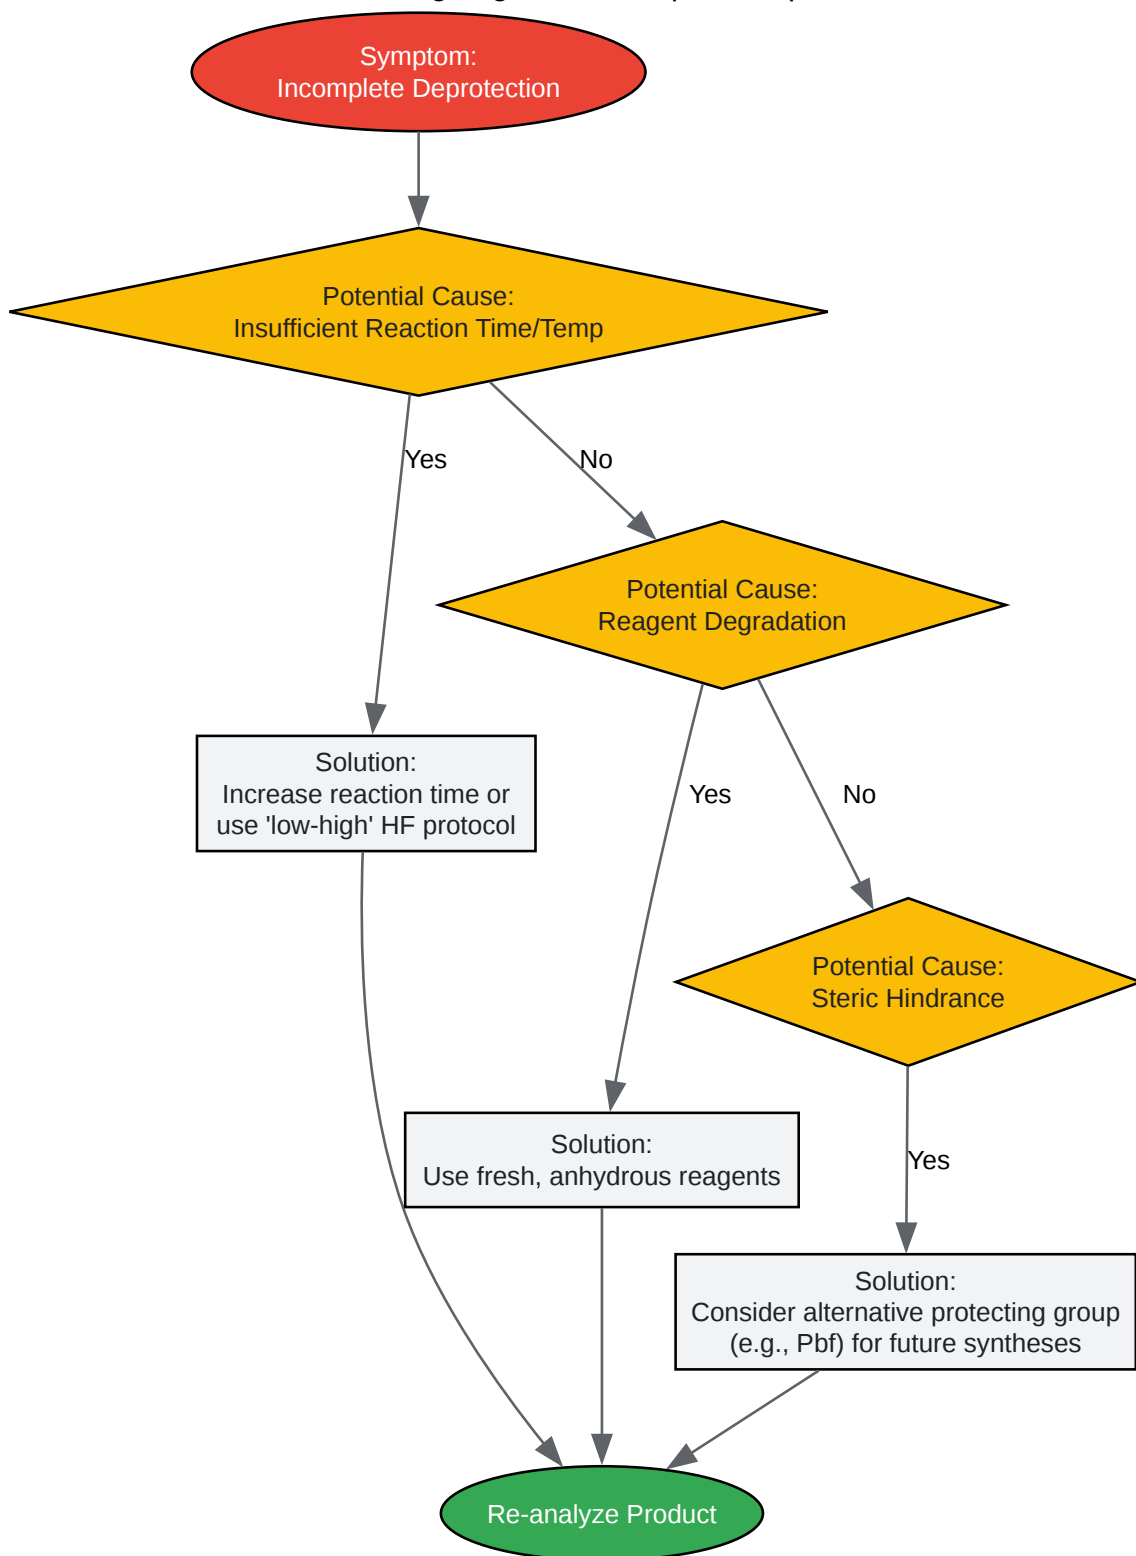 Symptom:
Incomplete Deprotection
Potential Cause:
Insufficient Reaction Time/Temp
Yes
No
Potential Cause:
Reagent Degradation
Solution:
Increase reaction time or
use 'low-high' HF protocol
Yes
No
Potential Cause:
Steric Hindrance
Solution:
Use fresh, anhydrous reagents
Yes
Solution:
Consider alternative protecting group
(e.g., Pbf) for future syntheses
Re-analyze Product